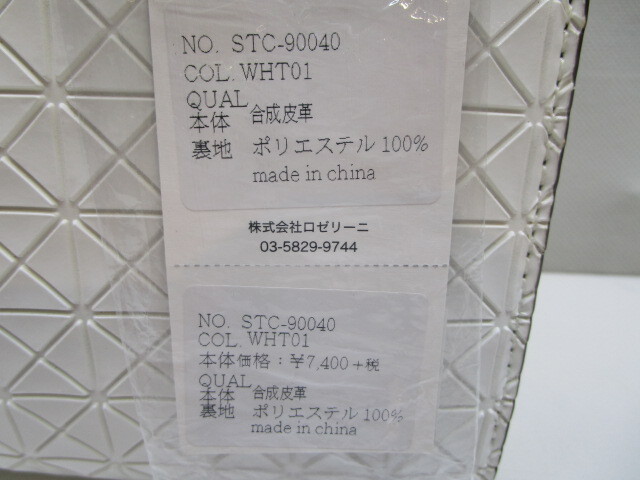 NO. STC-90040
COL. WHT01
QUAL
本体 合成皮革
裏地 ポリエステル 100%
made in china
株式会社ロゼリーニ
03-5829-9744
NO. STC-90040
COL. WHT01
本体価格：￥7,400+税
QUAL
本体 合成皮革
裏地 ポリエステル 100%
made in china